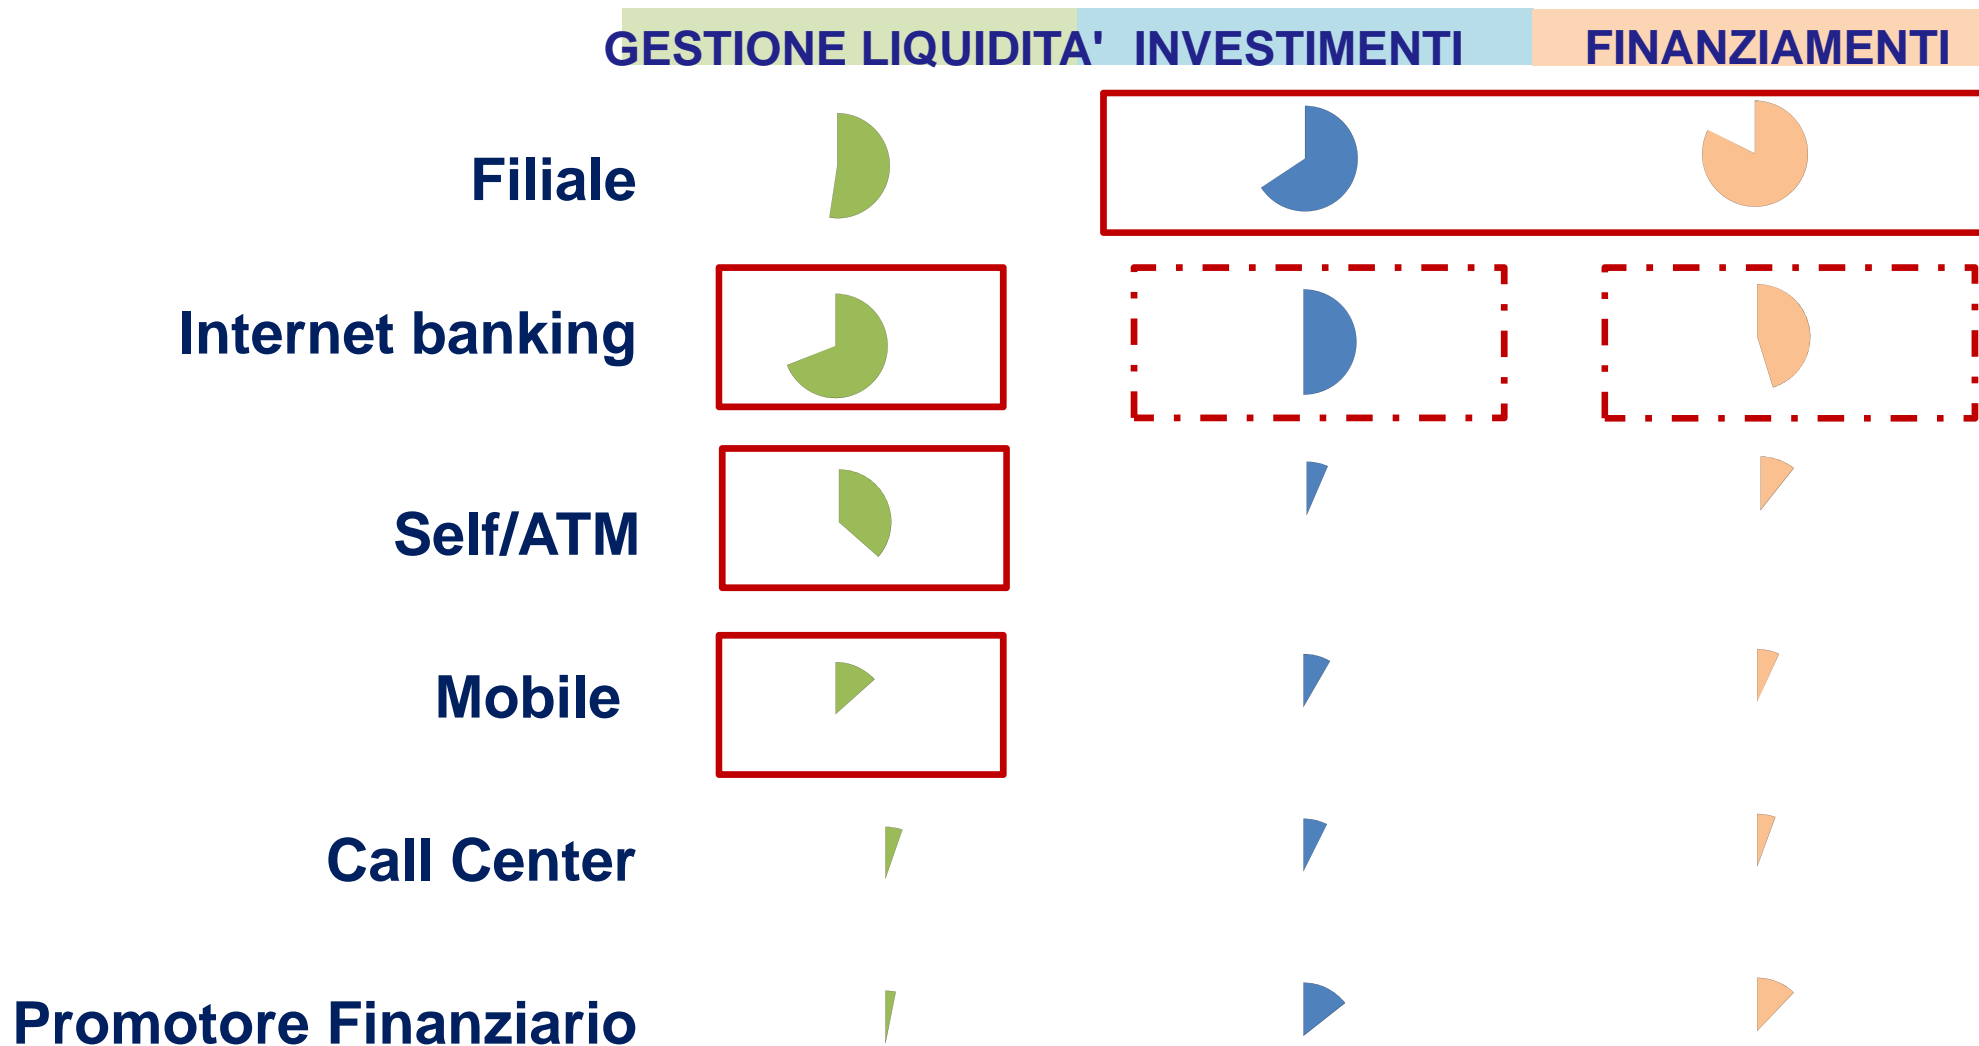 GESTIONE LIQUIDITA' INVESTIMENTI FINANZIAMENTI
Filiale
Internet banking
Self/ATM
Mobile
Call Center
Promotore Finanziario